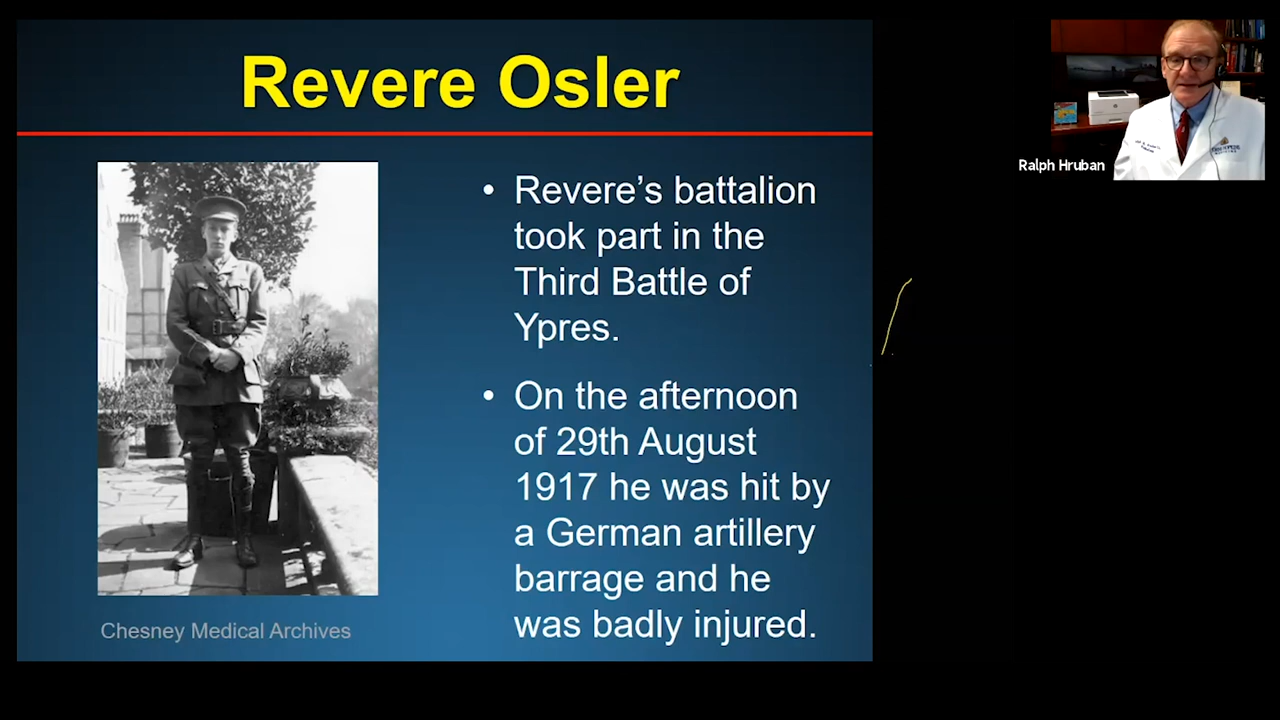 Revere Osler
• Revere’s battalion
took part in the
Third Battle of
Ypres.
• On the afternoon
of 29th August
1917 he was hit by
a German artillery
barrage and he
was badly injured.
Chesney Medical Archives
Ralph Hruban